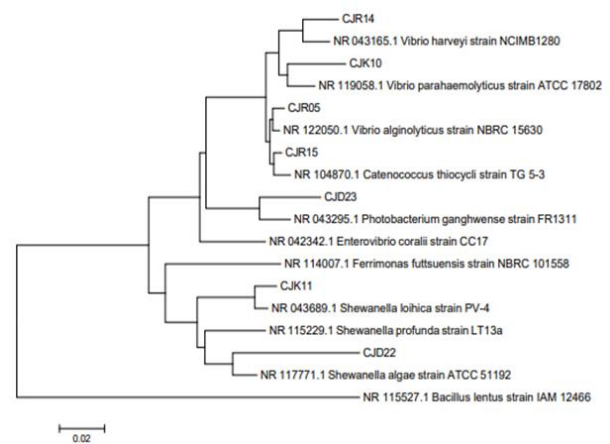 CJR14
NR 043165.1 Vibrio harveyi strain NCIMB1280
CJK10
NR 119058.1 Vibrio parahaemolyticus strain ATCC 17802
CJR05
NR 122050.1 Vibrio alginolyticus strain NBRC 15630
CJR15
NR 104870.1 Catenococcus thiocycli strain TG 5-3
CJD23
NR 043295.1 Photobacterium ganghwense strain FR1311
NR 042342.1 Enterovibrio coralii strain CC17
NR 114007.1 Ferrimonas futtsuensis strain NBRC 101558
CJK11
NR 043689.1 Shewanella loihica strain PV-4
NR 115229.1 Shewanella profunda strain LT13a
CJD22
NR 117771.1 Shewanella algae strain ATCC 51192
NR 115527.1 Bacillus lentus strain IAM 12466
0.02